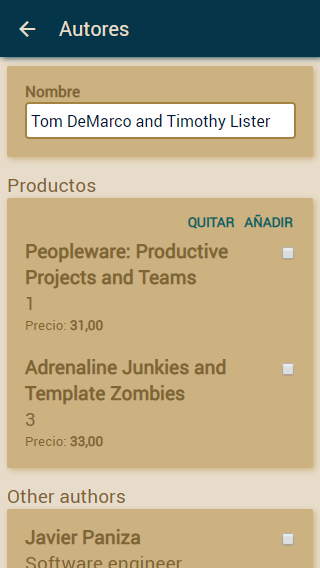 Autores
Nombre
Tom DeMarco and Timothy Lister
Productos
QUITAR AÑADIR
Peopleware: Productive
Projects and Teams
1
Precio: 31,00
Adrenaline Junkies and
Template Zombies
3
Precio: 33,00
Other authors
Javier Paniza
Software engineer